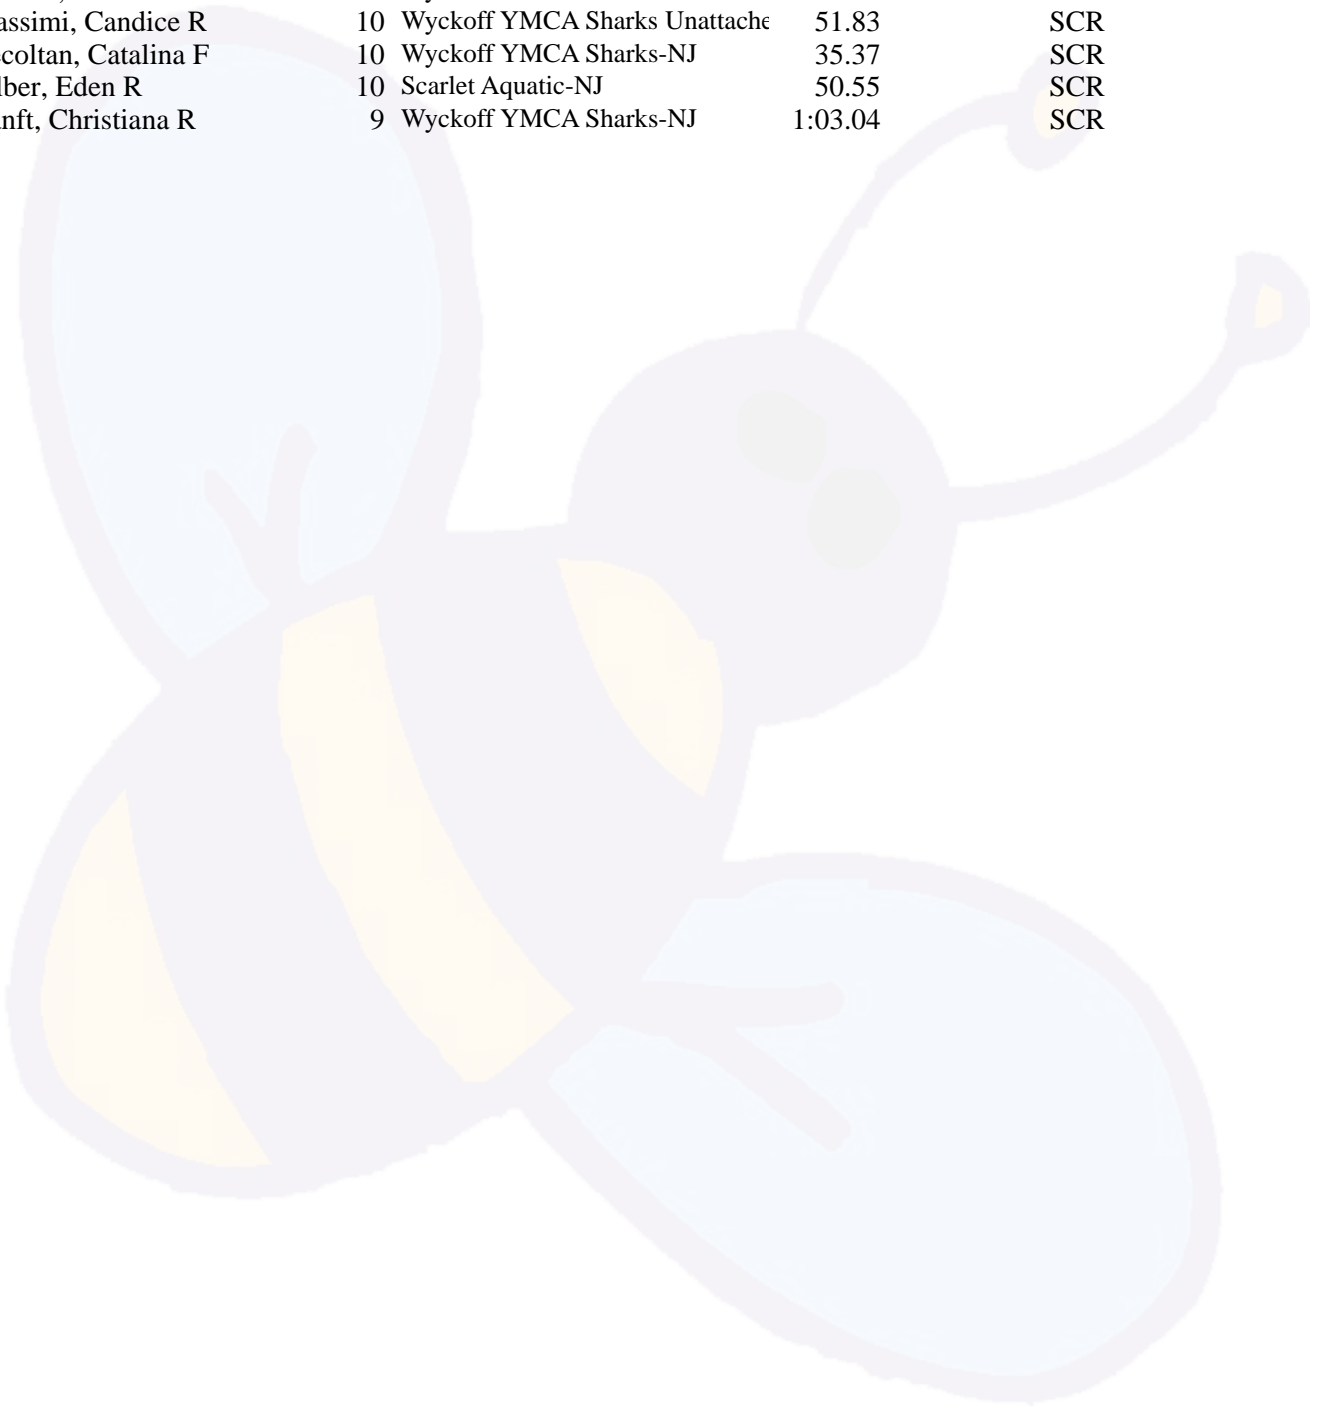 assimi, Candice R 10 Wyckoff YMCA Sharks Unattache 51.83 SCR
coltan, Catalina F 10 Wyckoff YMCA Sharks-NJ 35.37 SCR
lber, Eden R 10 Scarlet Aquatic-NJ 50.55 SCR
nft, Christiana R 9 Wyckoff YMCA Sharks-NJ 1:03.04 SCR